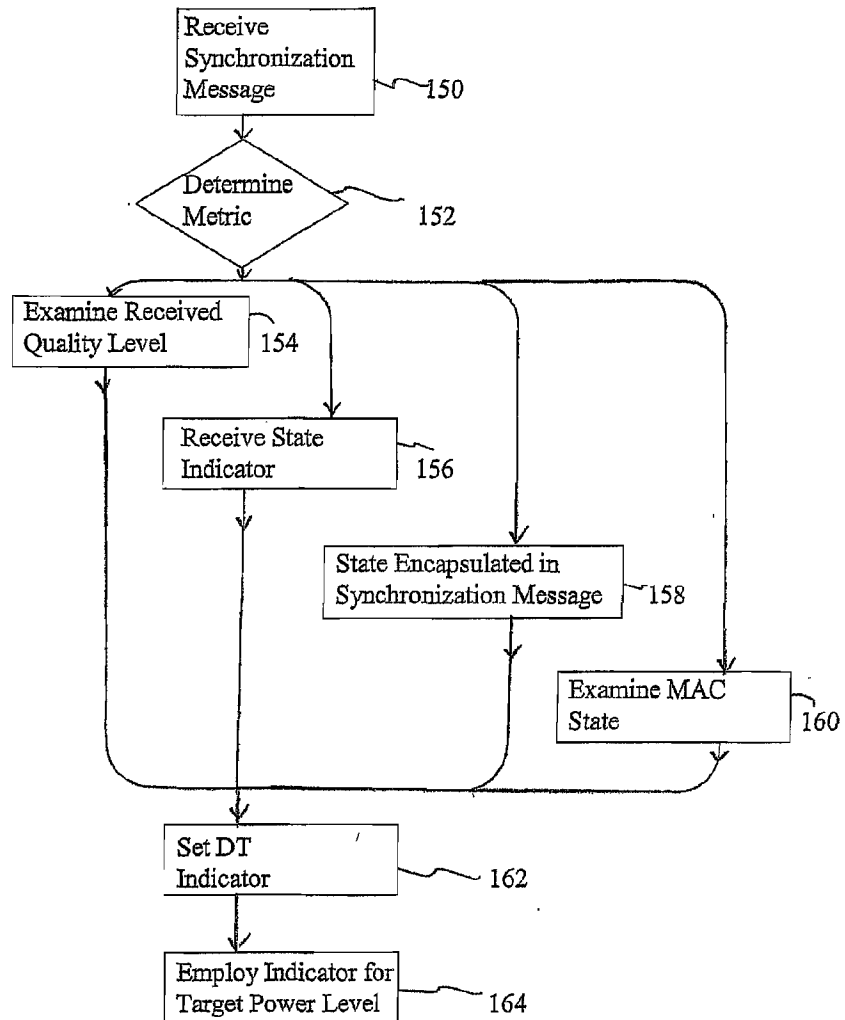 Receive
Synchronization
Message
150
Determine
Metric
152
Examine Received
Quality Level
154
Receive State
Indicator
156
State Encapsulated in
Synchronization Message
158
Examine MAC
State
160
Set DT
Indicator
162
Employ Indicator for
Target Power Level
164